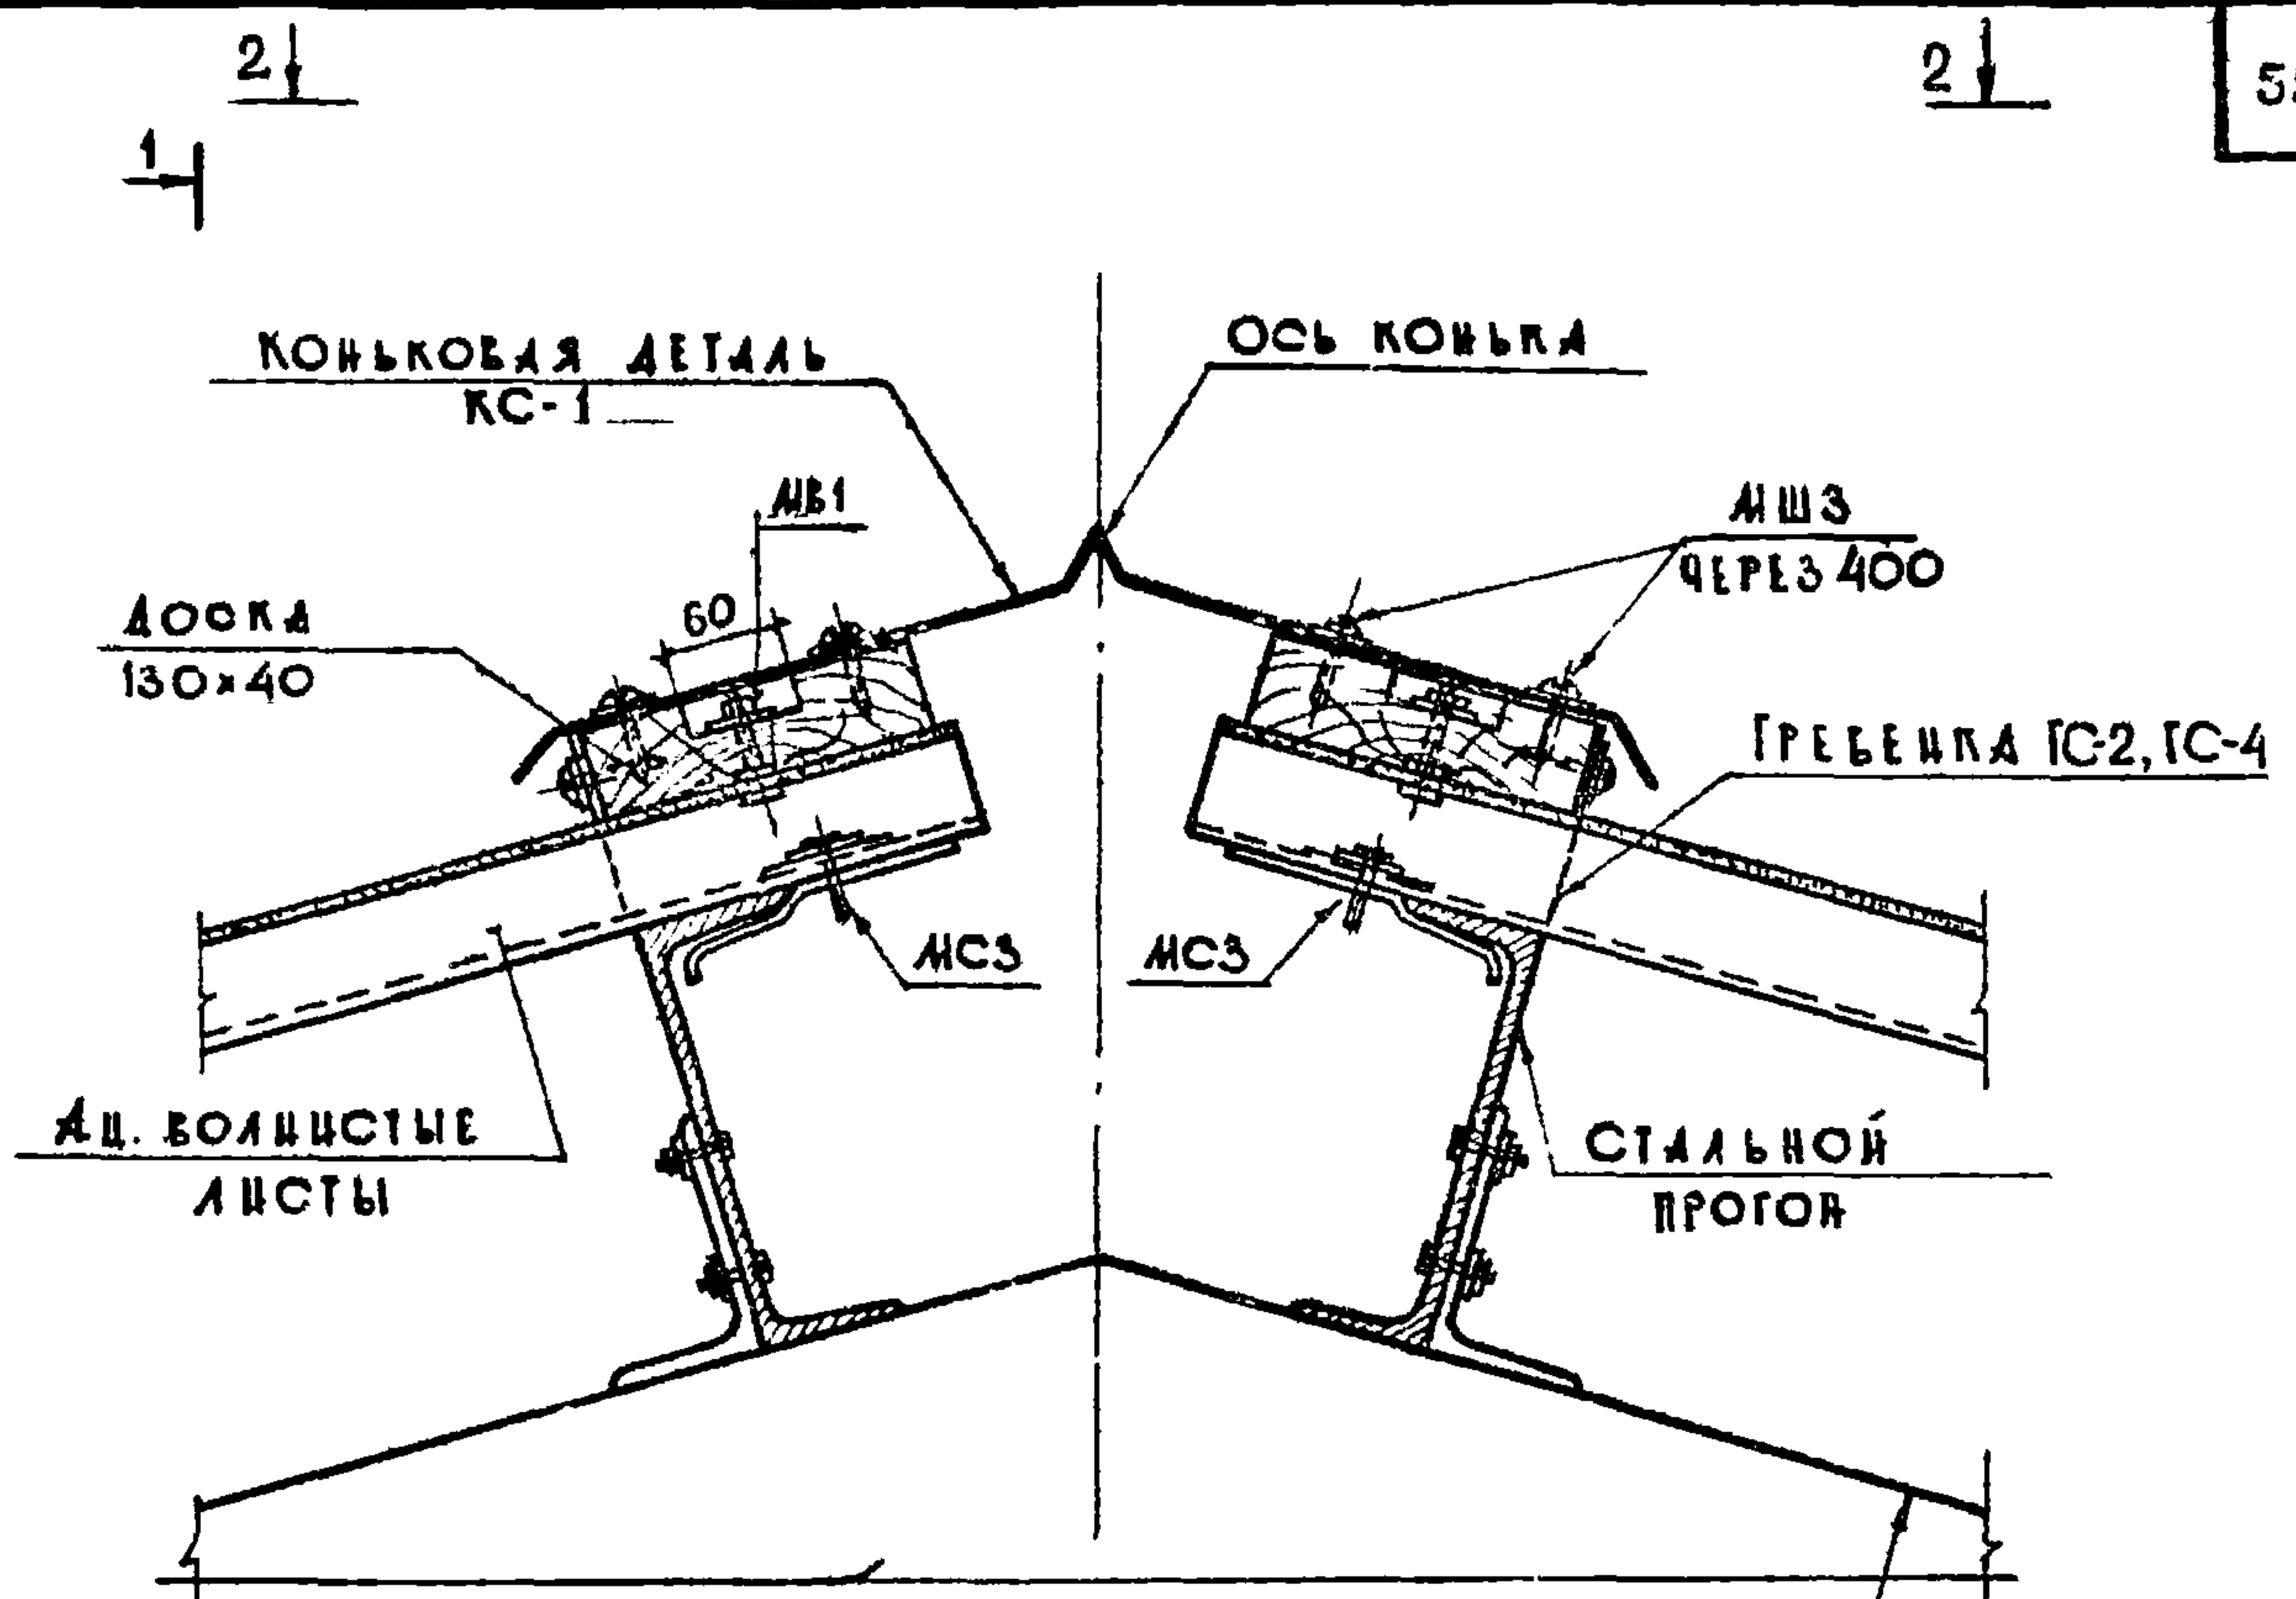 2
2
1
КОНЬКОВАЯ ДЕТАЛЬ
КС-1
ОСЬ КОНЬКА
МВ1
МШ3
ЧЕРЕЗ 400
60
ДОСКА
130×40
ГРЕБЕНКА ГС-2, ГС-4
МС3
МС3
АЦ. ВОЛНИСТЫЕ
ЛИСТЫ
СТАЛЬНОЙ
ПРОГОН